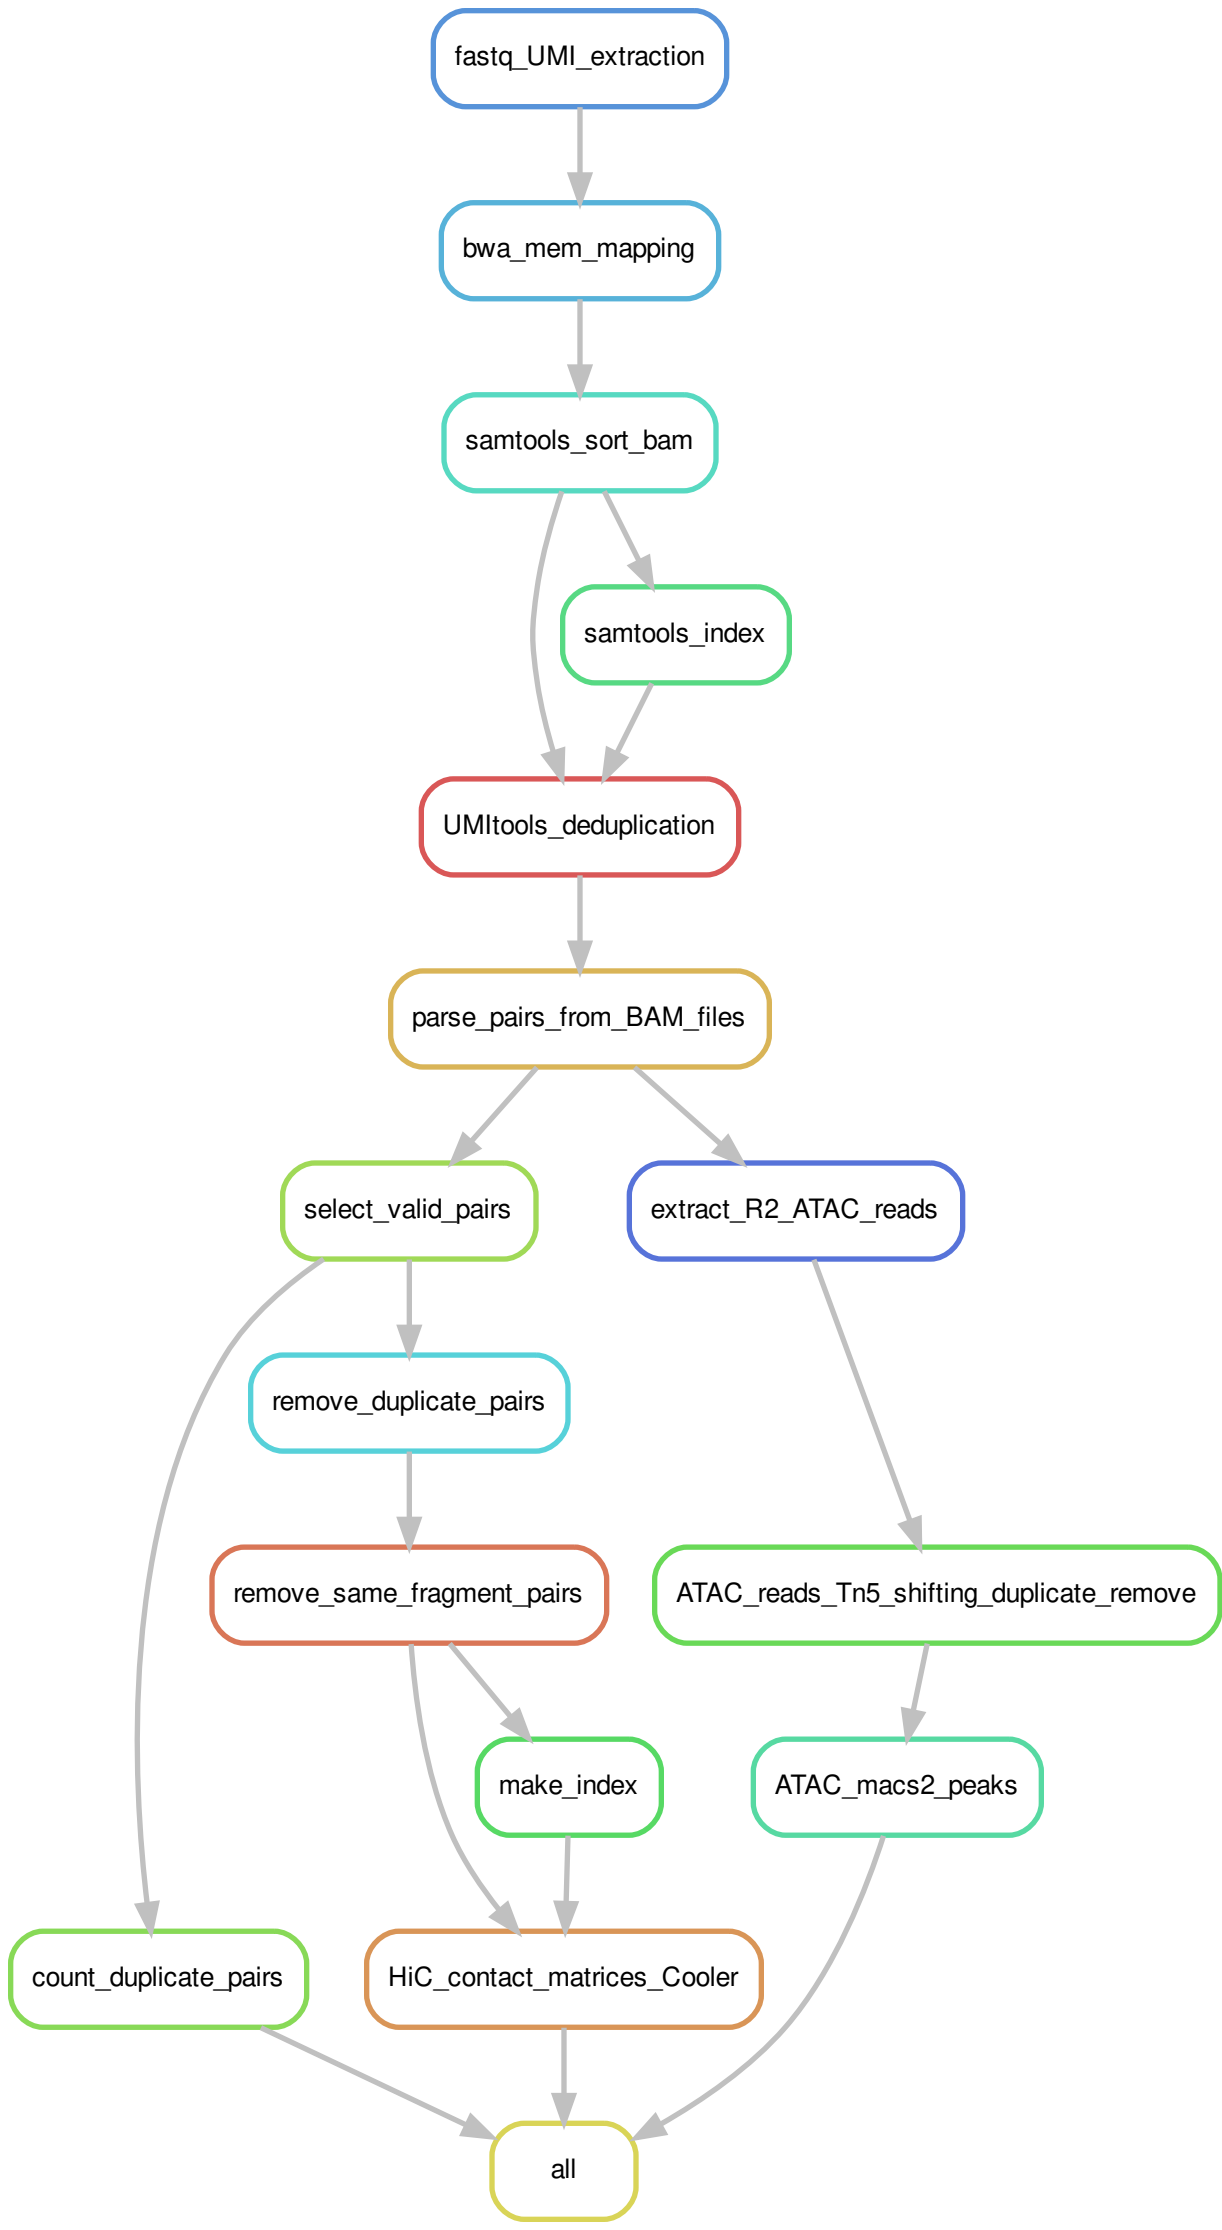 fastq_UMI_extraction
bwa_mem_mapping
samtools_sort_bam
samtools_index
UMItools_deduplication
parse_pairs_from_BAM_files
select_valid_pairs
extract_R2_ATAC_reads
remove_duplicate_pairs
remove_same_fragment_pairs
ATAC_reads_Tn5_shifting_duplicate_remove
make_index
ATAC_macs2_peaks
count_duplicate_pairs
HiC_contact_matrices_Cooler
all